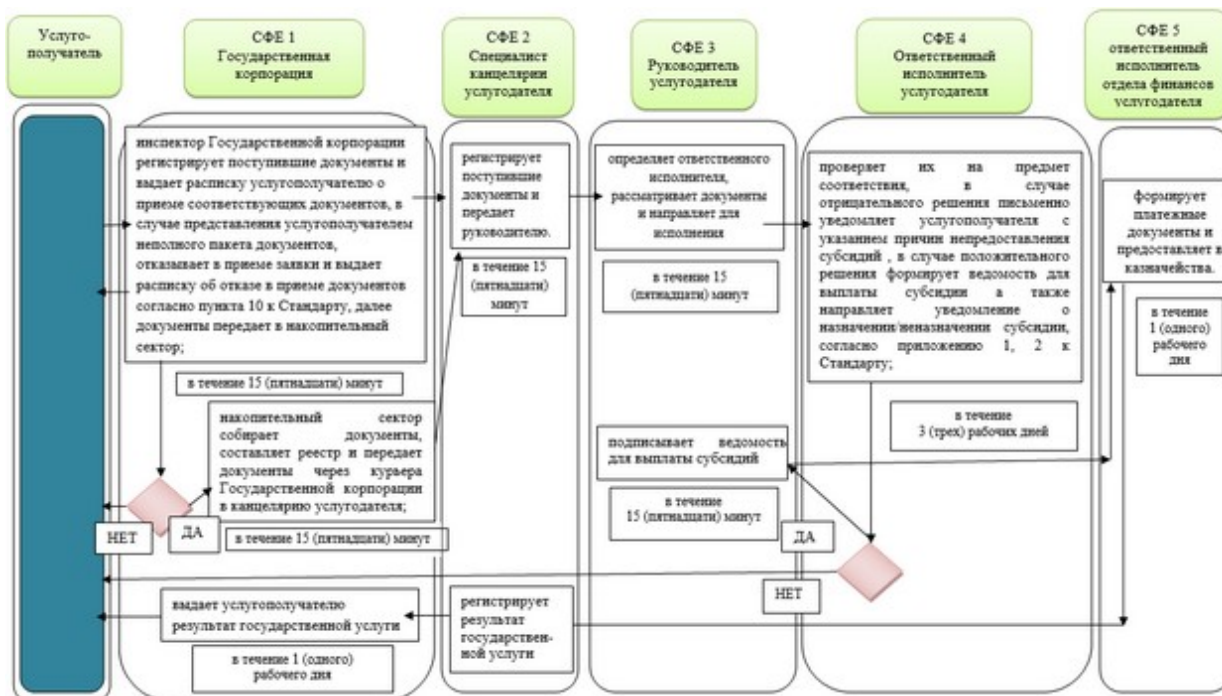 Услуго-
получатель
СФЕ 1
Государственная
корпорация
СФЕ 2
Специалист
канцелярии
услугодателя
СФЕ 3
Руководитель
услугодателя
СФЕ 4
Ответственный
исполнитель
услугодателя
СФЕ 5
ответственный
исполнитель
отдела финансов
услугодателя
инспектор Государственной корпорации
регистрирует поступившие документы и
выдает расписку услугополучателю о
приеме соответствующих документов, в
случае представления услугополучателем
неполного пакета документов,
отказывает в приеме заявки и выдает
расписку об отказе в приеме документов
согласно пункта 10 к Стандарту, далее
документы передает в накопительный
сектор;
в течение 15 (пятнадцати) минут
накопительный сектор
собирает документы,
составляет реестр и передает
документы через курьера
Государственной корпорации
в канцелярию услугодателя;
НЕТ
ДА
в течение 15 (пятнадцати) минут
выдает услугополучателю
результат государственной услуги
в течение 1 (одного)
рабочего дня
регистрирует
поступившие
документы и
передает
руководителю.
в течение 15
(пятнадцати)
минут
регистрирует
результат
государствен-
ной услуги
определяет ответственного
исполнителя,
рассматривает документы
и направляет для
исполнения
в течение 15
(пятнадцати) минут
подписывает ведомость
для выплаты субсидий
в течение
15 (пятнадцати) минут
ДА
НЕТ
проверяет их на предмет
соответствия, в случае
отрицательного решения письменно
уведомляет услугополучателя с
указанием причин непредоставления
субсидий , в случае положительного
решения формирует ведомость для
выплаты субсидии а также
направляет уведомление о
назначении/неназначении субсидии,
согласно приложению 1, 2 к
Стандарту;
в течение
3 (трех) рабочих дней
формирует
платежные
документы и
предоставляет в
казначейства.
в течение
1 (одного)
рабочего
дня